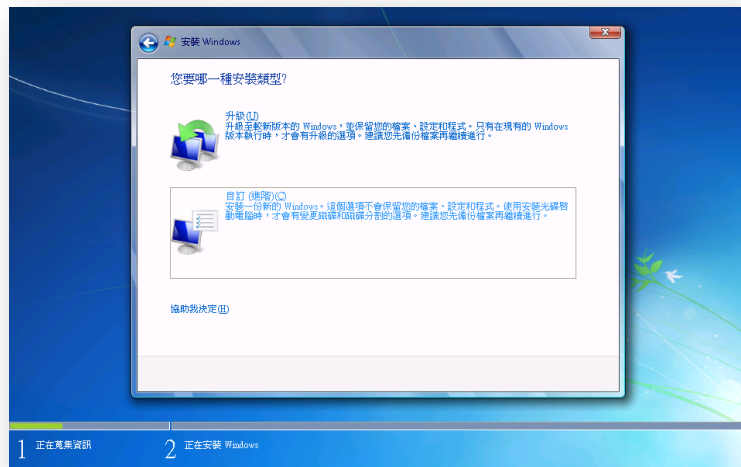 安裝 Windows
您要哪一種安裝類型?
升級(U)
升級至較新版本的 Windows，並保留您的檔案、設定和程式。只有在現有的 Windows
版本執行時，才會有升級的選項。建議您先備份檔案再繼續進行。
自訂 (進階)(C)
安裝一份新的 Windows。這個選項不會保留您的檔案、設定和程式。使用安裝光碟啓
動電腦時，才會有變更磁碟和磁碟分割的選項。建議您先備份檔案再繼續進行。
協助我決定(H)
1 正在蒐集資訊
2 正在安裝 Windows